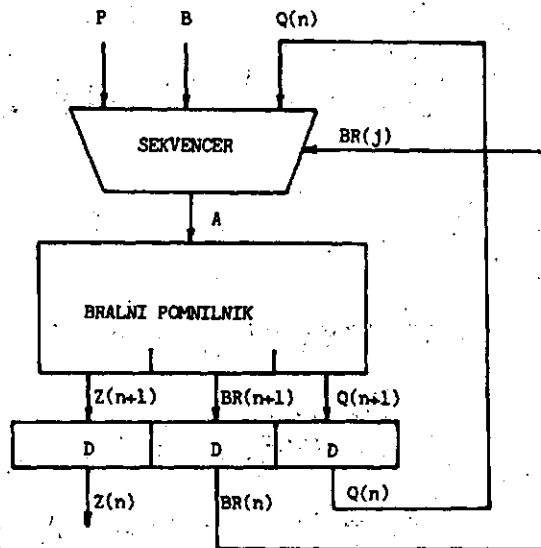 P B Q(n)
SEKVENCER
BR(j)
A
BRALNI POMNILNIK
Z(n+1) BR(n+1) Q(n+1)
D D D
Z(n) BR(n) Q(n)